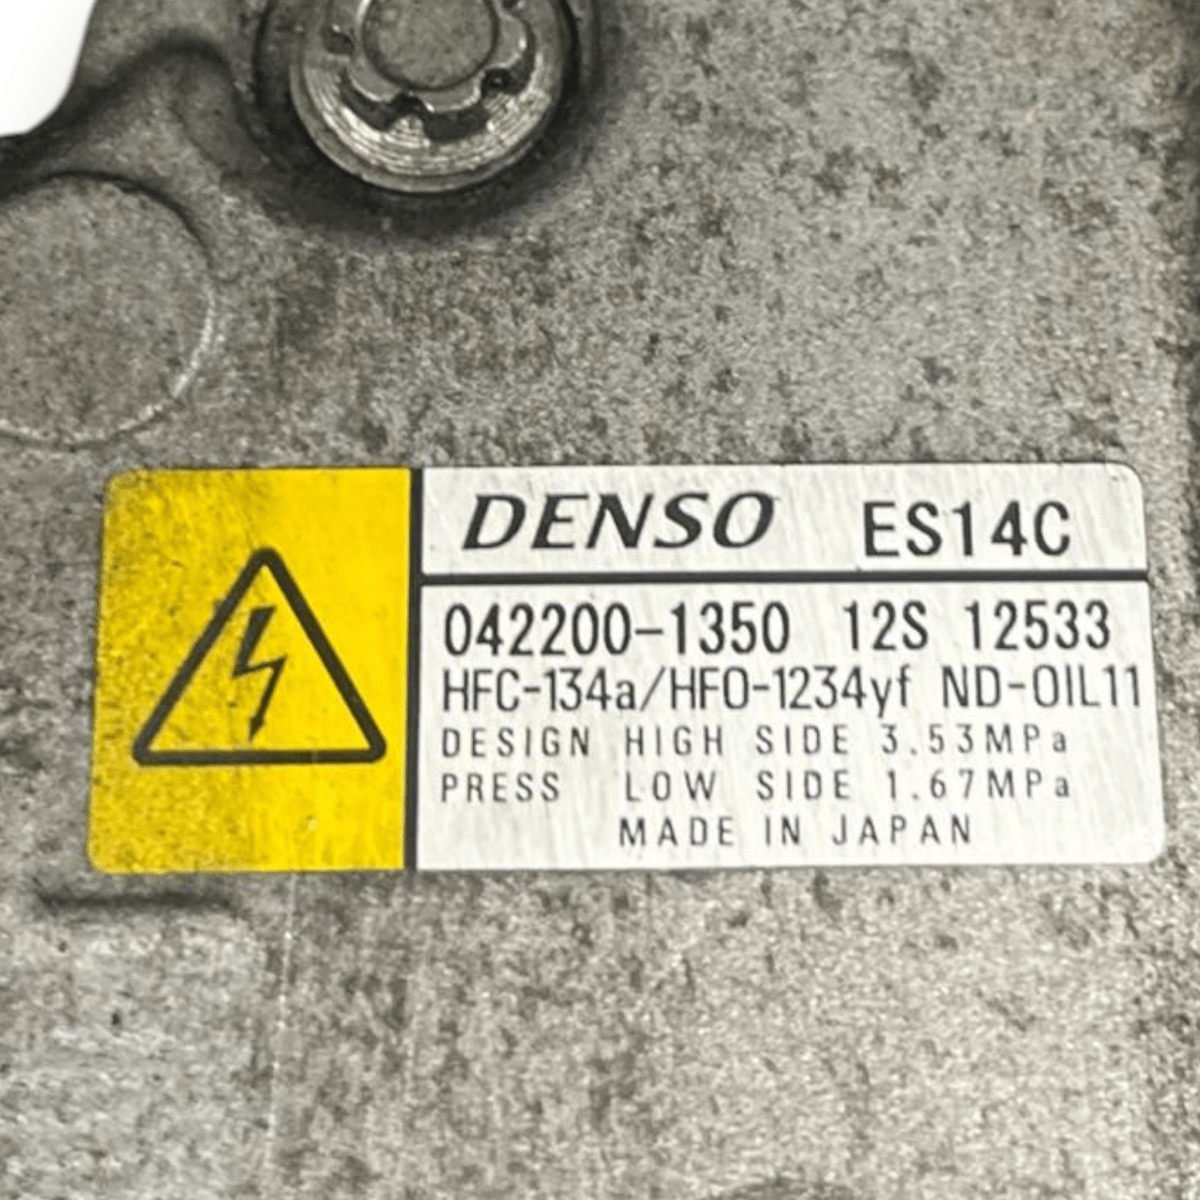 DENSO ES14C
042200-1350 12S 12533
HFC-134a/HFO-1234yf ND-OIL11
DESIGN HIGH SIDE 3.53MPa
PRESS LOW SIDE 1.67MPa
MADE IN JAPAN